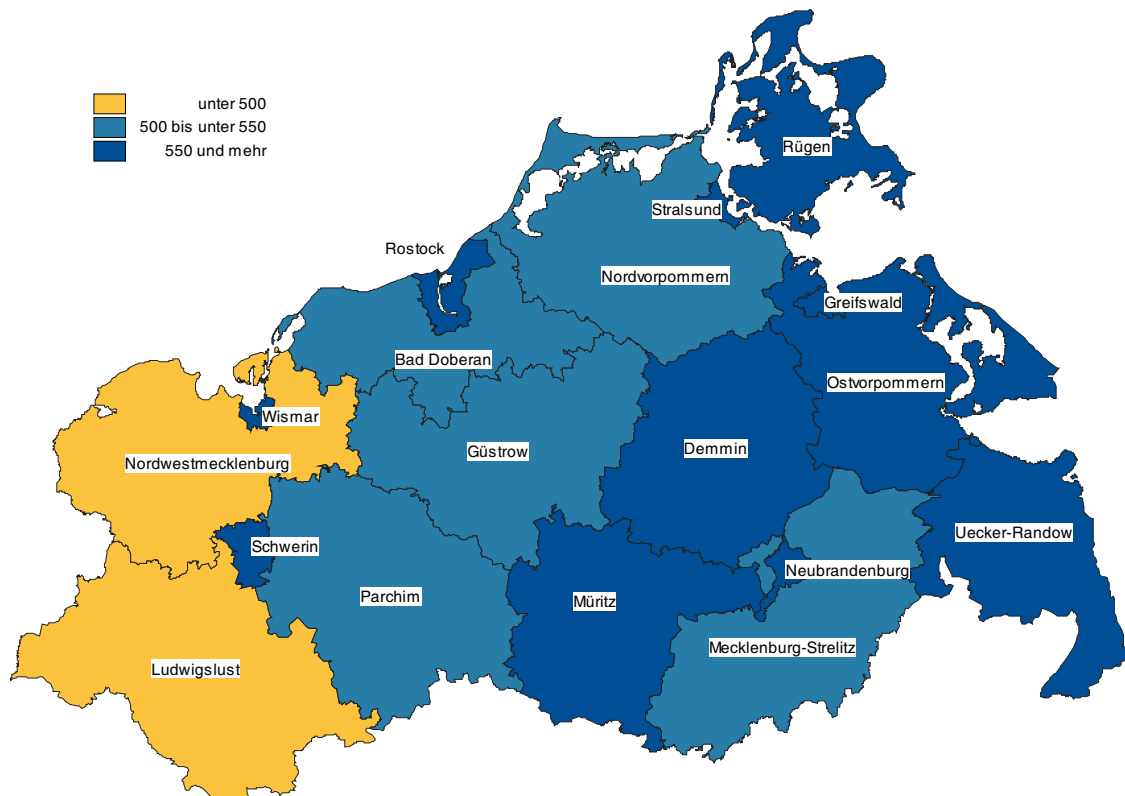 unter 500
500 bis unter 550
550 und mehr
Rügen
Stralsund
Rostock
Nordvorpommern
Greifswald
Bad Doberan
Ostvorpommern
Wismar
Güstrow
Demmin
Nordwestmecklenburg
Uecker-Randow
Schwerin
Neubrandenburg
Parchim
Müritz
Mecklenburg-Strelitz
Ludwigslust